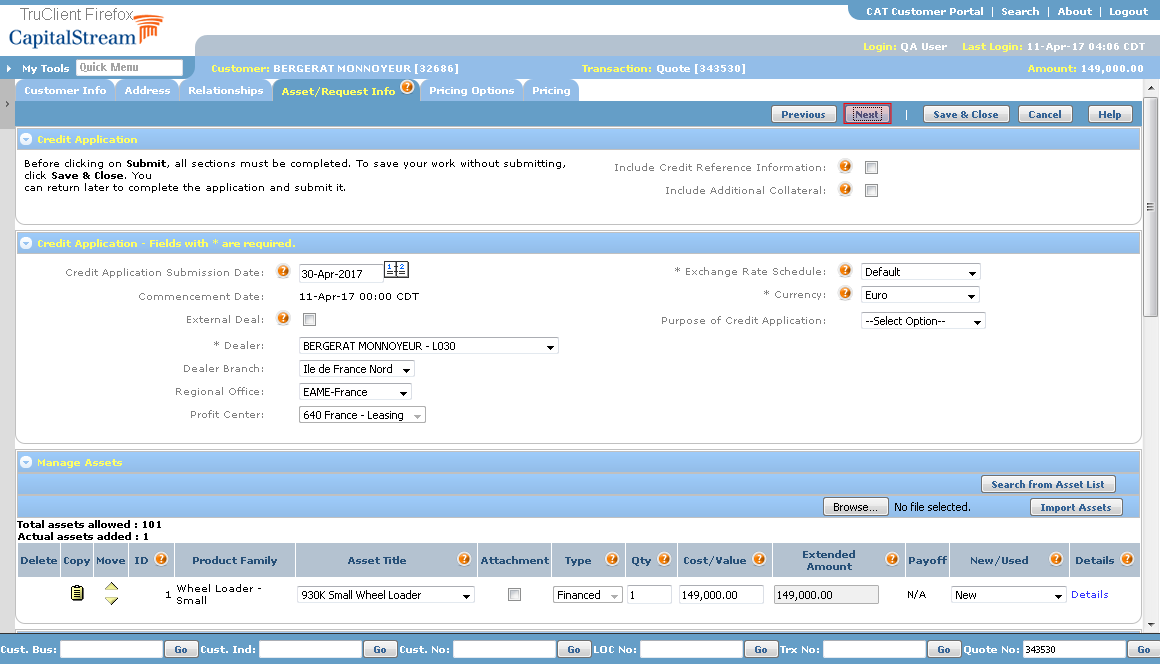 TruClient Firefox
CapitalStream
CAT Customer Portal | Search | About | Logout
Login: QA User Last Login: 11-Apr-17 04:06 CDT
My Tools Quick Menu
Customer: BERGERAT MONNOYEUR [32686] Transaction: Quote [343530] Amount: 149,000.00
Customer Info Address Relationships Asset/Request Info ? Pricing Options Pricing
Previous Next | Save & Close Cancel Help
Credit Application
Before clicking on Submit, all sections must be completed. To save your work without submitting,
click Save & Close. You
can return later to complete the application and submit it.
Include Credit Reference Information: ?
Include Additional Collateral: ?
Credit Application - Fields with * are required.
Credit Application Submission Date: ? 30-Apr-2017 1 2
Commencement Date: 11-Apr-17 00:00 CDT
External Deal: ?
* Dealer: BERGERAT MONNOYEUR - L030
Dealer Branch: Ile de France Nord
Regional Office: EAME-France
Profit Center: 640 France - Leasing
* Exchange Rate Schedule: ? Default
* Currency: ? Euro
Purpose of Credit Application: --Select Option--
Manage Assets
Search from Asset List
Browse... No file selected. Import Assets
Total assets allowed : 101
Actual assets added : 1
Delete Copy Move ID ? Product Family Asset Title ? Attachment Type ? Qty ? Cost/Value ? Extended Amount ? Payoff New/Used ? Details ?
1 Wheel Loader - Small 930K Small Wheel Loader Financed 1 149,000.00 149,000.00 N/A New Details
Cust. Bus: Go Cust. Ind: Go Cust. No: Go LOC No: Go Trx No: Go Quote No: 343530 Go